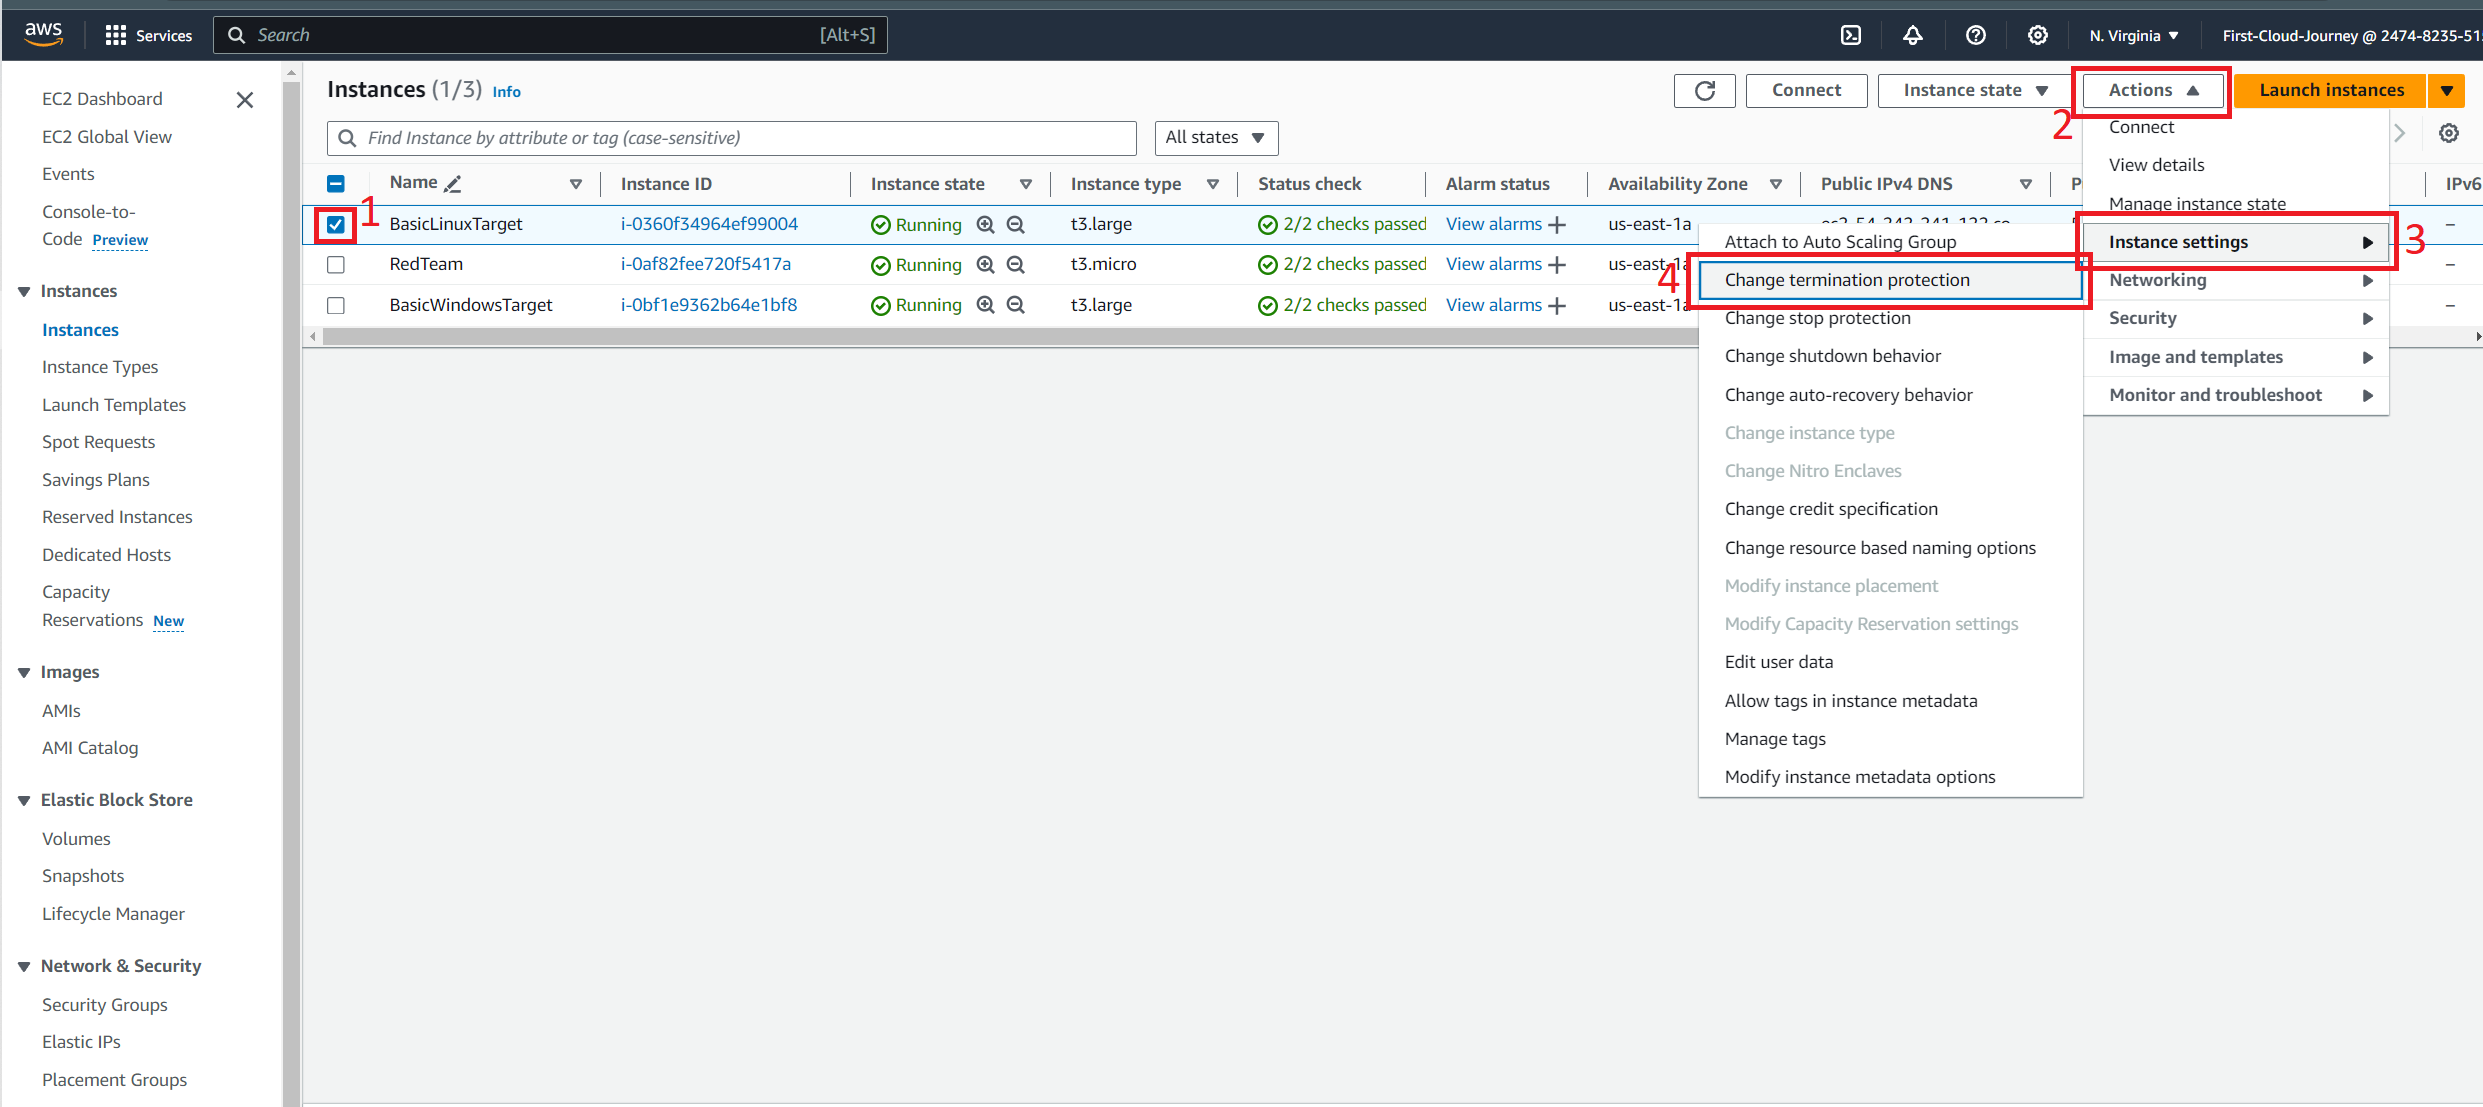 aws
Services
Search [Alt+S]
N. Virginia
First-Cloud-Journey @ 2474-8235-51
EC2 Dashboard
EC2 Global View
Events
Console-to-
Code Preview
Instances
Instances
Instance Types
Launch Templates
Spot Requests
Savings Plans
Reserved Instances
Dedicated Hosts
Capacity
Reservations New
Images
AMIs
AMI Catalog
Elastic Block Store
Volumes
Snapshots
Lifecycle Manager
Network & Security
Security Groups
Elastic IPs
Placement Groups
Instances (1/3) Info
Connect
Instance state
Actions
Launch instances
2
Find Instance by attribute or tag (case-sensitive)
All states
Name Instance ID Instance state Instance type Status check Alarm status Availability Zone Public IPv4 DNS P IPv6
1
BasicLinuxTarget i-0360f34964ef99004 Running t3.large 2/2 checks passed View alarms + us-east-1a –
RedTeam i-0af82fee720f5417a Running t3.micro 2/2 checks passed View alarms + us-east-1a –
BasicWindowsTarget i-0bf1e9362b64e1bf8 Running t3.large 2/2 checks passed View alarms + us-east-1a –
Connect
View details
Manage instance state
Instance settings
3
Networking
Security
Image and templates
Monitor and troubleshoot
Attach to Auto Scaling Group
4
Change termination protection
Change stop protection
Change shutdown behavior
Change auto-recovery behavior
Change instance type
Change Nitro Enclaves
Change credit specification
Change resource based naming options
Modify instance placement
Modify Capacity Reservation settings
Edit user data
Allow tags in instance metadata
Manage tags
Modify instance metadata options